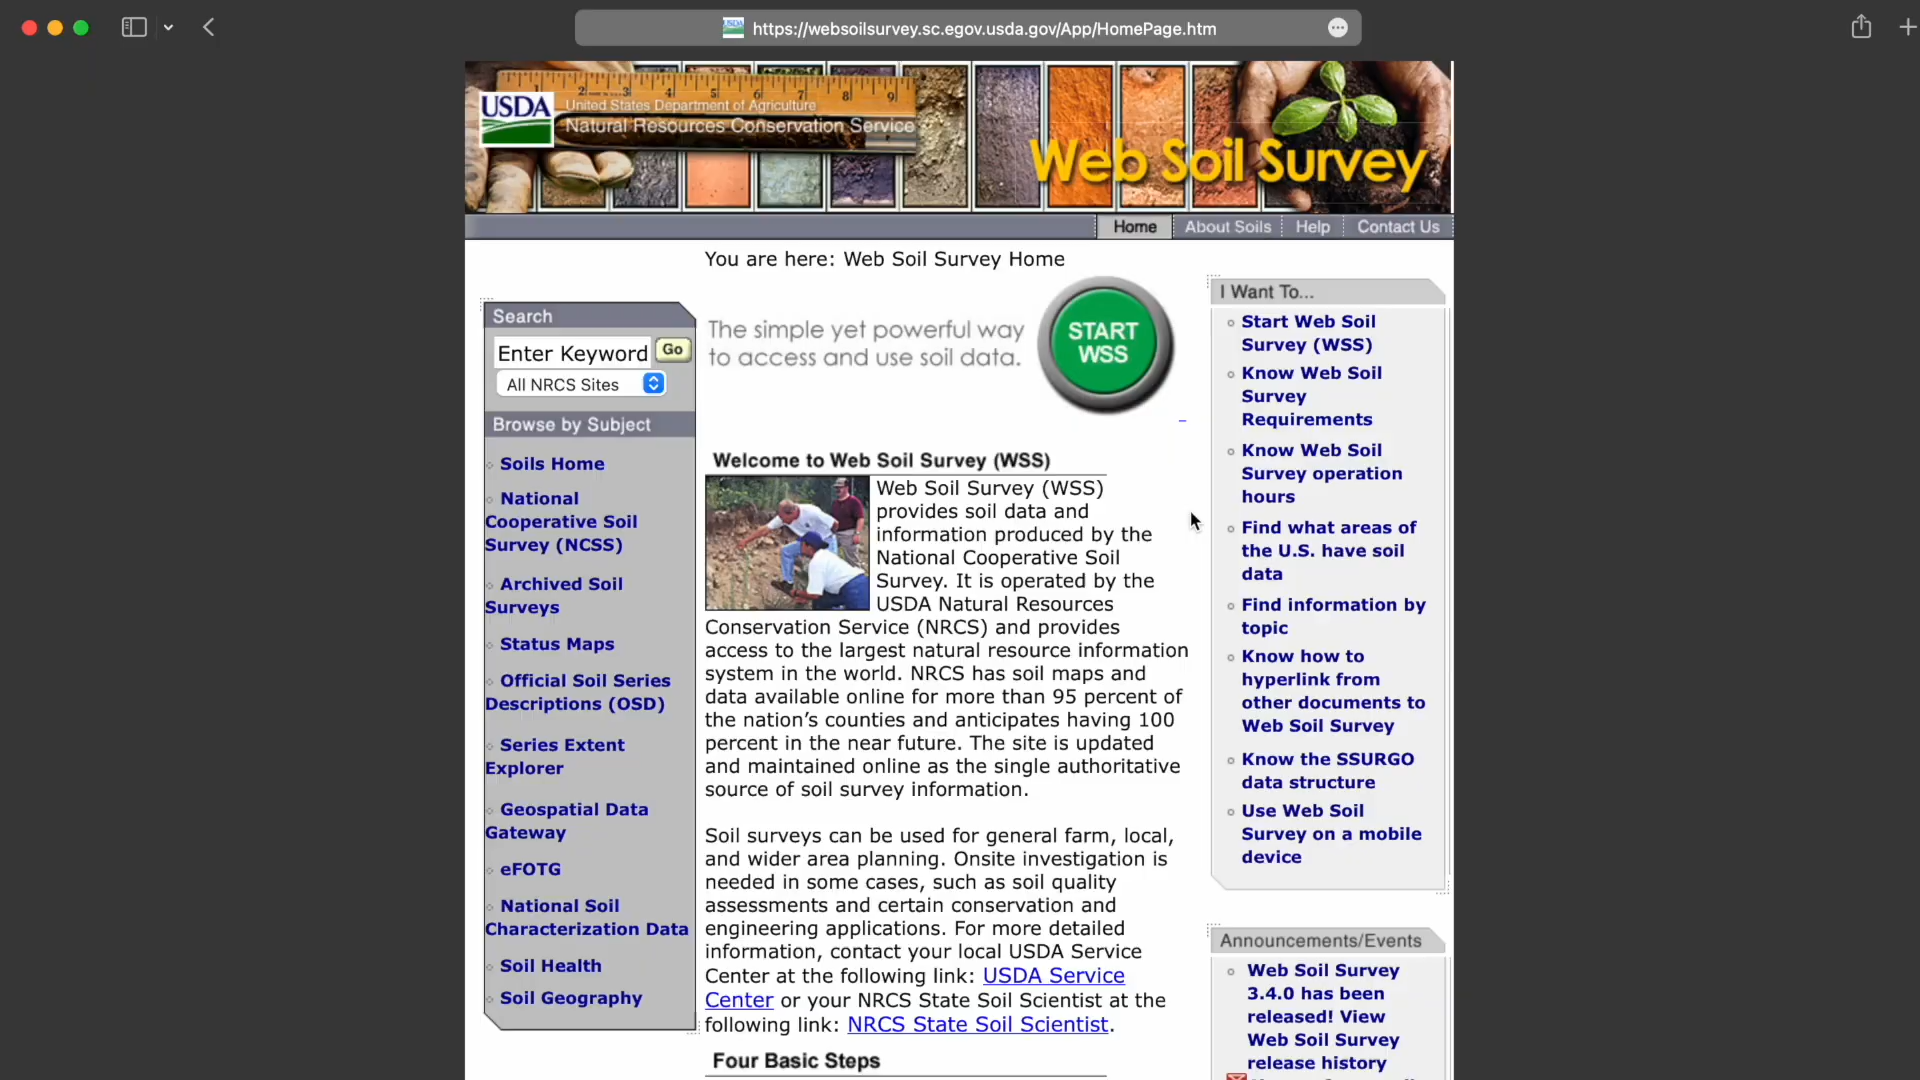 https://websoilsurvey.sc.egov.usda.gov/App/HomePage.htm
USDA
United States Department of Agriculture
Natural Resources Conservation Service
2 3 4 5 6 7 8 9
Web Soil Survey
Home
About Soils
Help
Contact Us
You are here: Web Soil Survey Home
Search
Enter Keyword
Go
All NRCS Sites
Browse by Subject
Soils Home
National
Cooperative Soil
Survey (NCSS)
Archived Soil
Surveys
Status Maps
Official Soil Series
Descriptions (OSD)
Series Extent
Explorer
Geospatial Data
Gateway
eFOTG
National Soil
Characterization Data
Soil Health
Soil Geography
The simple yet powerful way
to access and use soil data.
START
WSS
Welcome to Web Soil Survey (WSS)
Web Soil Survey (WSS)
provides soil data and
information produced by the
National Cooperative Soil
Survey. It is operated by the
USDA Natural Resources
Conservation Service (NRCS) and provides
access to the largest natural resource information
system in the world. NRCS has soil maps and
data available online for more than 95 percent of
the nation’s counties and anticipates having 100
percent in the near future. The site is updated
and maintained online as the single authoritative
source of soil survey information.
Soil surveys can be used for general farm, local,
and wider area planning. Onsite investigation is
needed in some cases, such as soil quality
assessments and certain conservation and
engineering applications. For more detailed
information, contact your local USDA Service
Center at the following link: USDA Service
Center or your NRCS State Soil Scientist at the
following link: NRCS State Soil Scientist.
Four Basic Steps
I Want To...
Start Web Soil
Survey (WSS)
Know Web Soil
Survey
Requirements
Know Web Soil
Survey operation
hours
Find what areas of
the U.S. have soil
data
Find information by
topic
Know how to
hyperlink from
other documents to
Web Soil Survey
Know the SSURGO
data structure
Use Web Soil
Survey on a mobile
device
Announcements/Events
Web Soil Survey
3.4.0 has been
released! View
Web Soil Survey
release history